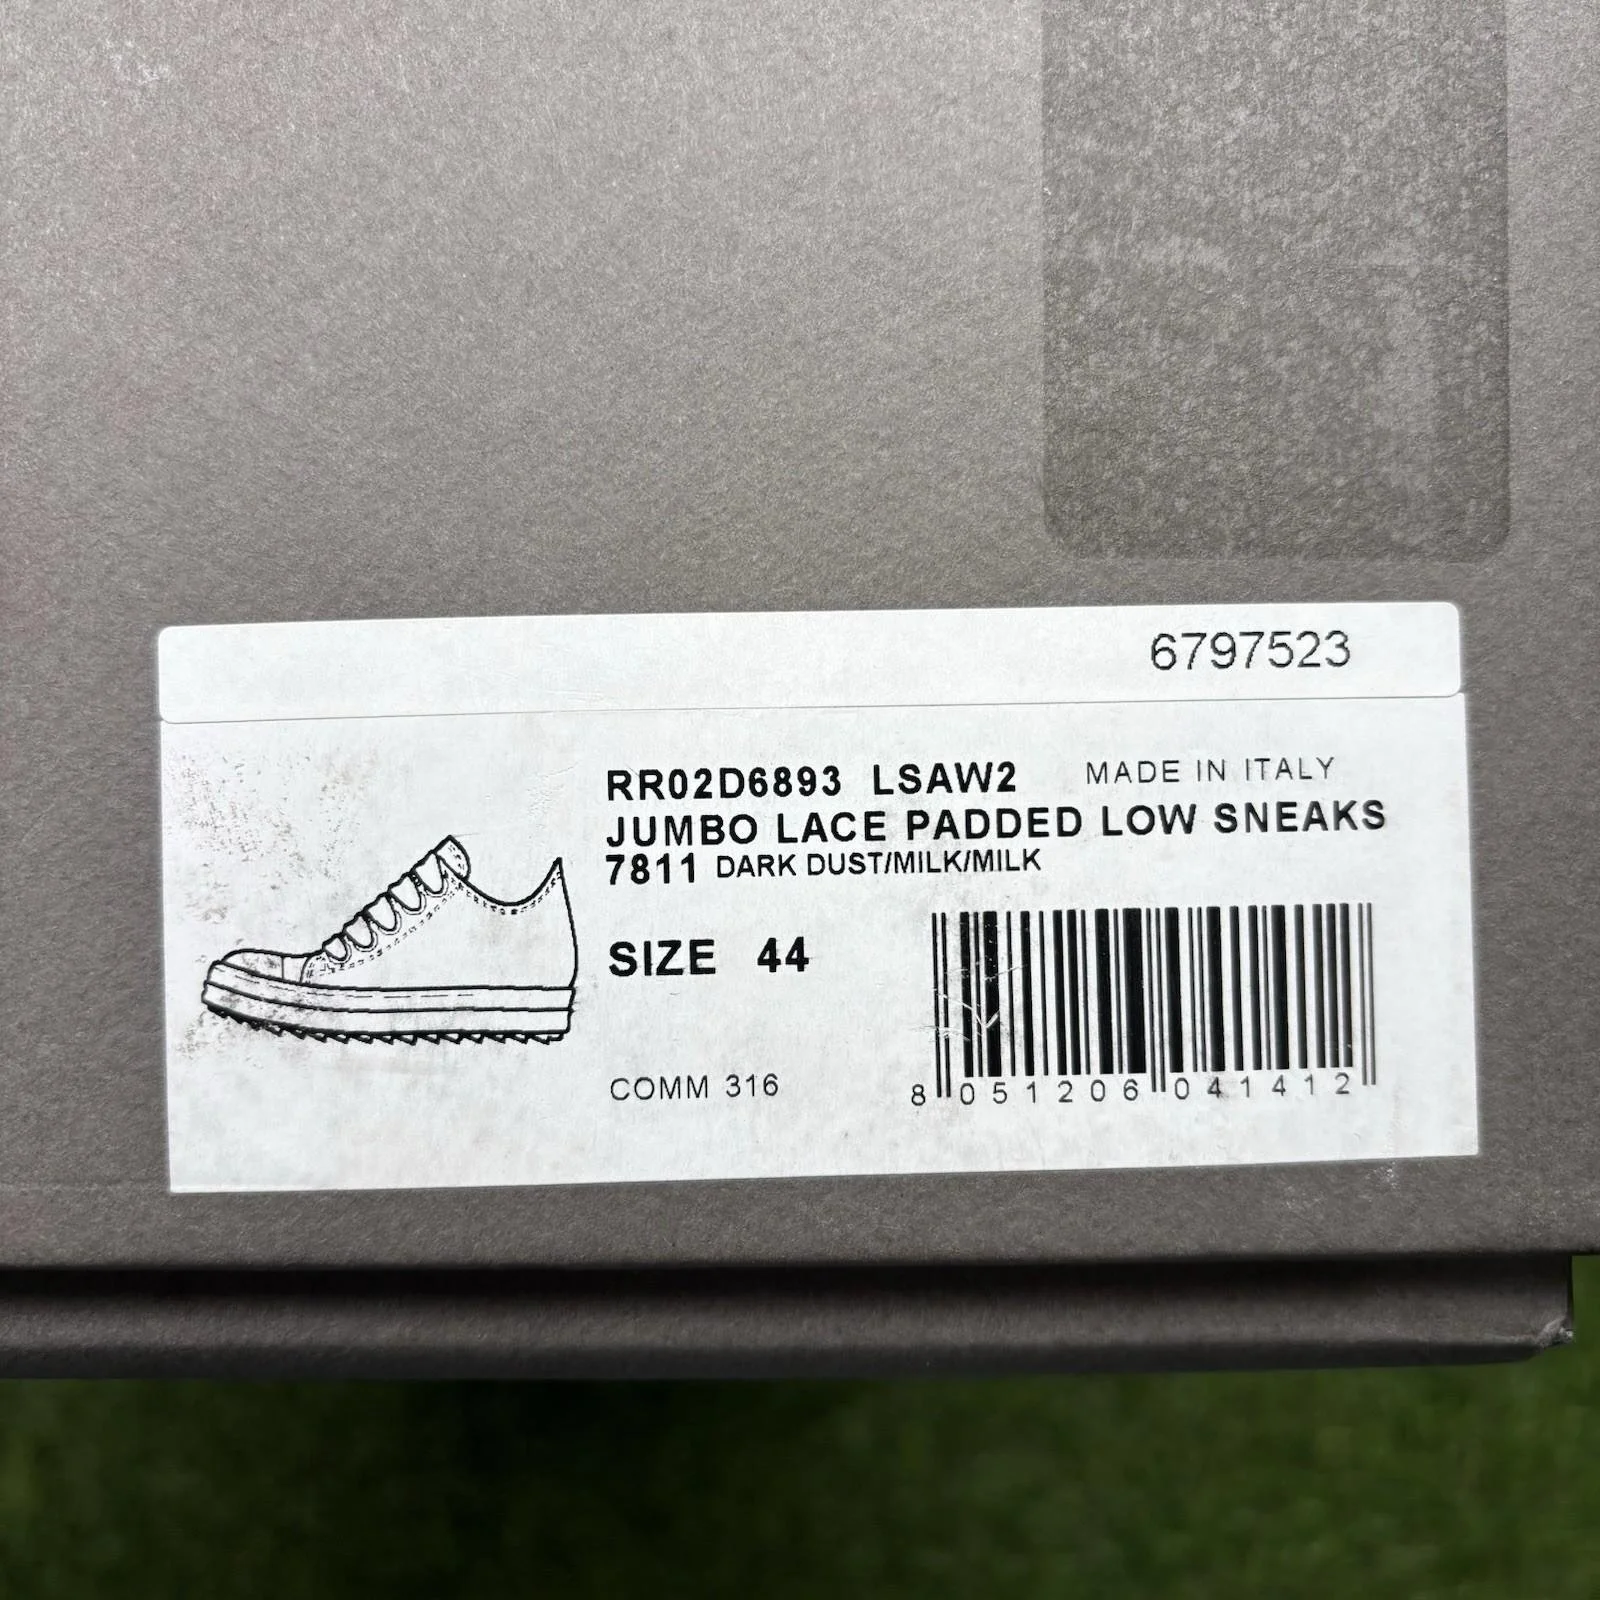 6797523
RR02D6893 LSAW2 MADE IN ITALY
JUMBO LACE PADDED LOW SNEAKS
7811 DARK DUST/MILK/MILK
SIZE 44
COMM 316
8 051206 041412